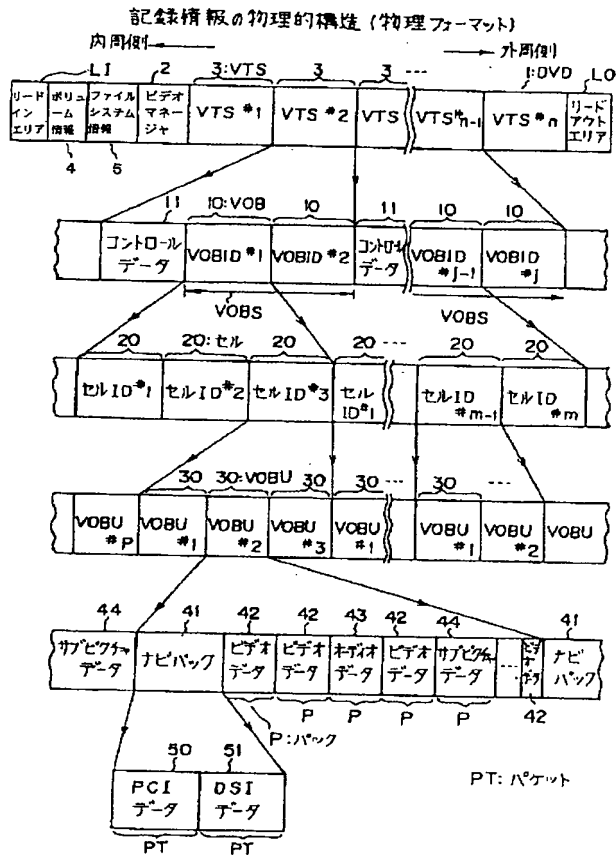 記録情報の物理的構造(物理フォーマット)
内周側
外周側
LI 2 3:VTS 3 3 --- 1:DVD LO
リードインエリア
ボリューム情報
ファイルシステム情報
ビデオマネージャ
VTS #1
VTS #2
VTS
VTS#n-1
VTS #n
リードアウトエリア
4 5
11 10:VOB 10 11 10 10
コントロールデータ
VOBID#1
VOBID#2
コントロールデータ
VOBID #j-1
VOBID #j
VOBS
VOBS
20 20:セル 20 20 --- 20 20
セルID#1
セルID#2
セルID#3
セルID#1
セルID #m-1
セルID #m
30 30:VOBU 30 30 --- 30 ---
VOBU #P
VOBU #1
VOBU #2
VOBU #3
VOBU #1
VOBU #1
VOBU #2
VOBU
44 41 42 42 43 42 44 41
サブピクチャデータ
ナビパック
ビデオデータ
ビデオデータ
オーディオデータ
ビデオデータ
サブピクチャデータ
---
ビデオデータ
ナビパック
42
P P P P
P:パック
50 51
PCIデータ
DSIデータ
PT PT
PT:パケット